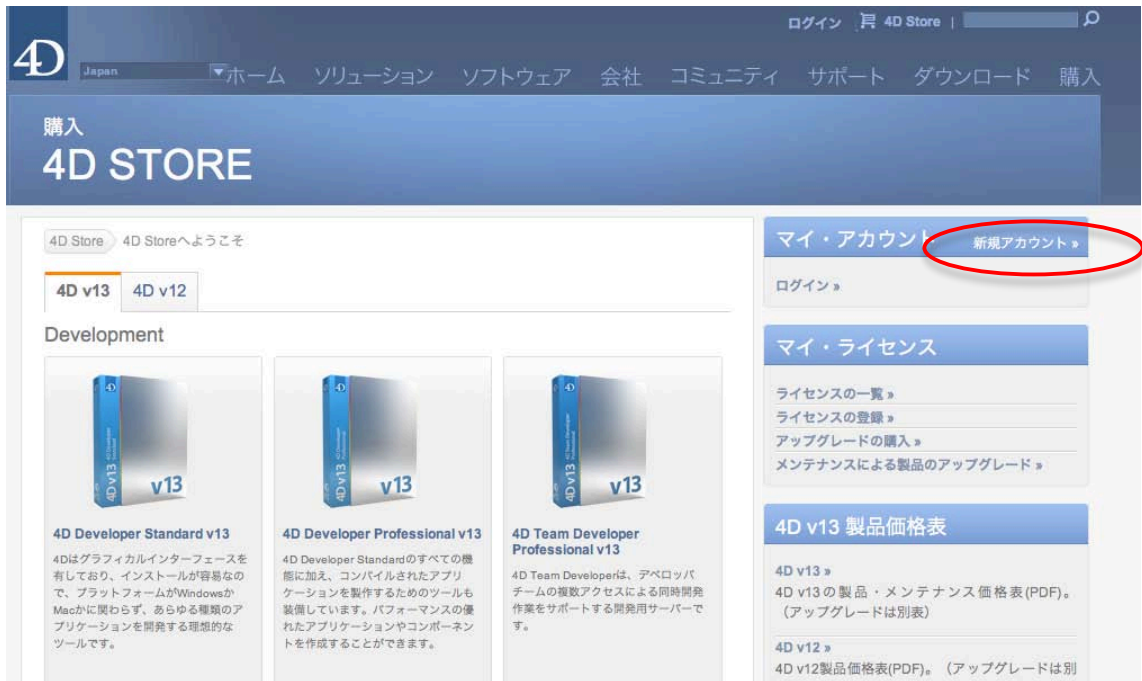 ログイン 4D Store |
4D
Japan
ホーム ソリューション ソフトウェア 会社 コミュニティ サポート ダウンロード 購入
購入
4D STORE
4D Store 4D Storeへようこそ
4D v13 4D v12
Development
4D v13
v13
4D Developer Standard v13
4Dはグラフィカルインターフェースを
有しており、インストールが容易なの
で、プラットフォームがWindowsか
Macかに関わらず、あらゆる種類のア
プリケーションを開発する理想的な
ツールです。
4D v13
v13
4D Developer Professional v13
4D Developer Standardのすべての機
能に加え、コンパイルされたアプリ
ケーションを製作するためのツールも
装備しています。パフォーマンスの優
れたアプリケーションやコンポーネン
トを作成することができます。
4D v13
v13
4D Team Developer
Professional v13
4D Team Developerは、デベロッパ
チームの複数アクセスによる同時開発
作業をサポートする開発用サーバーで
す。
マイ・アカウント 新規アカウント »
ログイン »
マイ・ライセンス
ライセンスの一覧 »
ライセンスの登録 »
アップグレードの購入 »
メンテナンスによる製品のアップグレード »
4D v13 製品価格表
4D v13 »
4D v13の製品・メンテナンス価格表(PDF)。
（アップグレードは別表）
4D v12 »
4D v12製品価格表(PDF)。（アップグレードは別